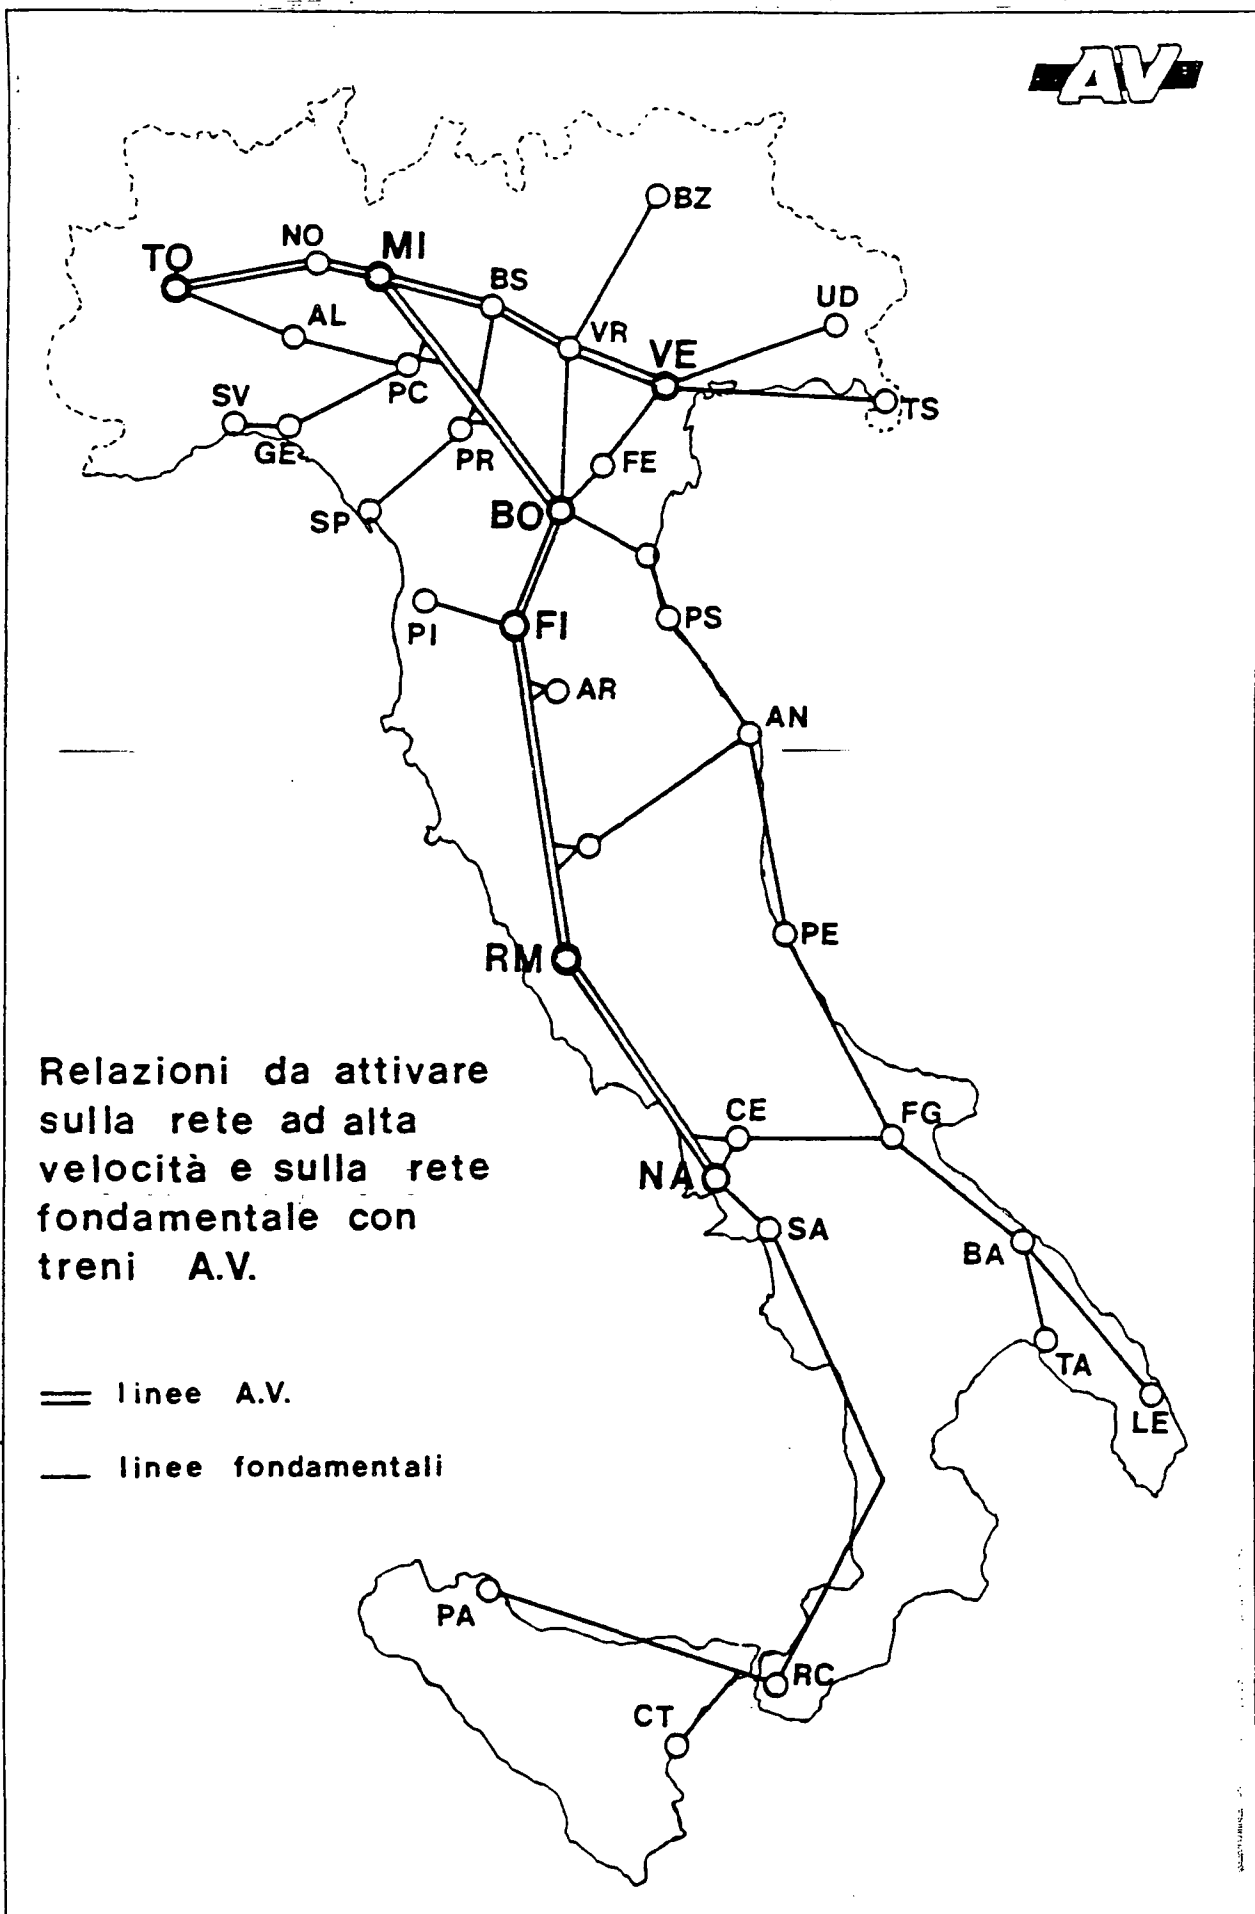 AV
BZ
NO
MI
TO
BS
UD
AL
VR
VE
PC
SV
TS
GE
PR
FE
BO
SP
PI
FI
PS
AR
AN
PE
RM
Relazioni da attivare
sulla rete ad alta
velocità e sulla rete
fondamentale con
treni A.V.
CE
FG
NA
SA
BA
TA
LE
linee A.V.
linee fondamentali
PA
RC
CT